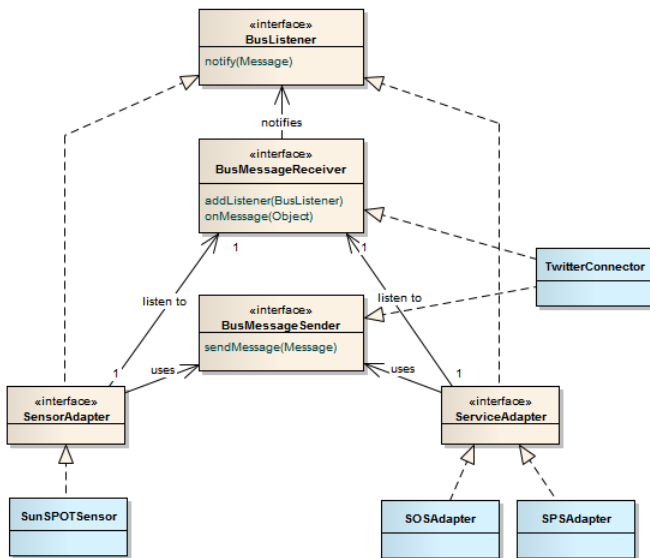 «interface»
BusListener
notify(Message)
notifies
«interface»
BusMessageReceiver
addListener(BusListener)
onMessage(Object)
1
1
TwitterConnector
listen to
listen to
«interface»
BusMessageSender
sendMessage(Message)
uses
uses
1
1
«interface»
SensorAdapter
«interface»
ServiceAdapter
SunSPOTSensor
SOSAdapter
SPSAdapter